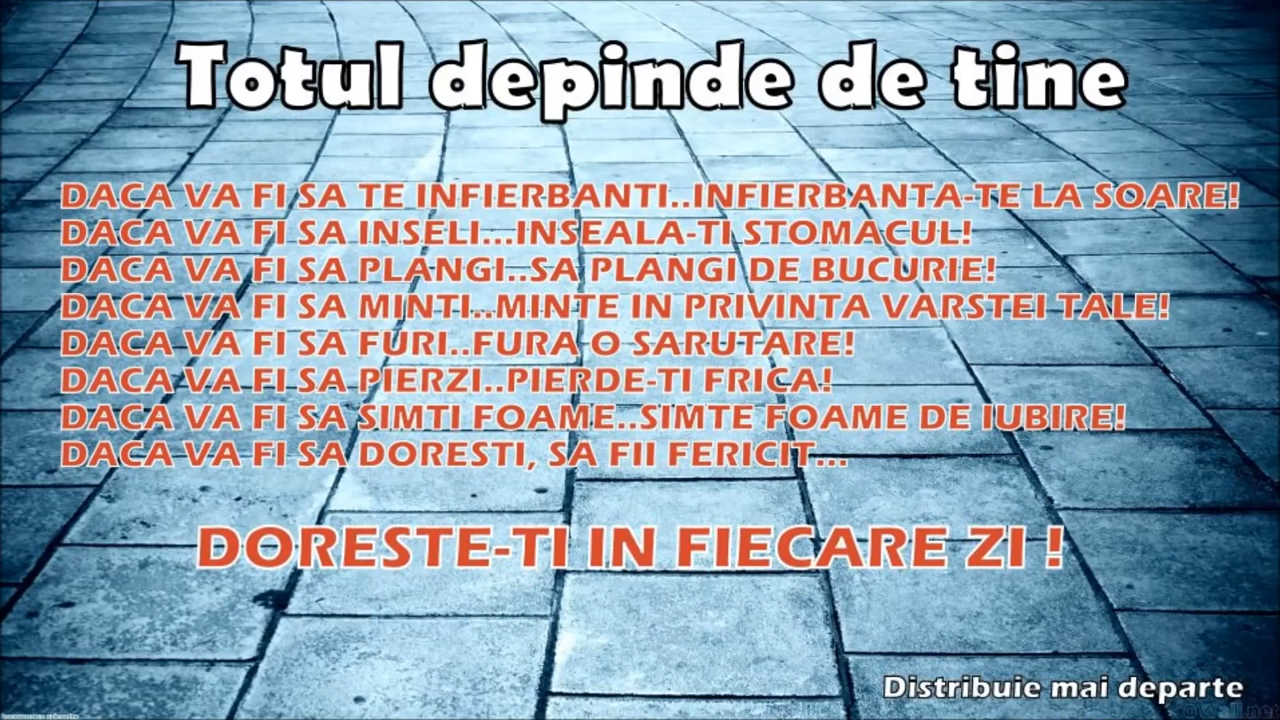 Totul depinde de tine
DACA VA FI SA TE INFIERBANTI..INFIERBANTA-TE LA SOARE!
DACA VA FI SA INSELI...INSEALA-TI STOMACUL!
DACA VA FI SA PLANGI..SA PLANGI DE BUCURIE!
DACA VA FI SA MINTI..MINTE IN PRIVINTA VARSTEI TALE!
DACA VA FI SA FURI..FURA O SARUTARE!
DACA VA FI SA PIERZI..PIERDE-TI FRICA!
DACA VA FI SA SIMTI FOAME..SIMTE FOAME DE IUBIRE!
DACA VA FI SA DORESTI, SA FII FERICIT...
DORESTE-TI IN FIECARE ZI !
Distribuie mai departe